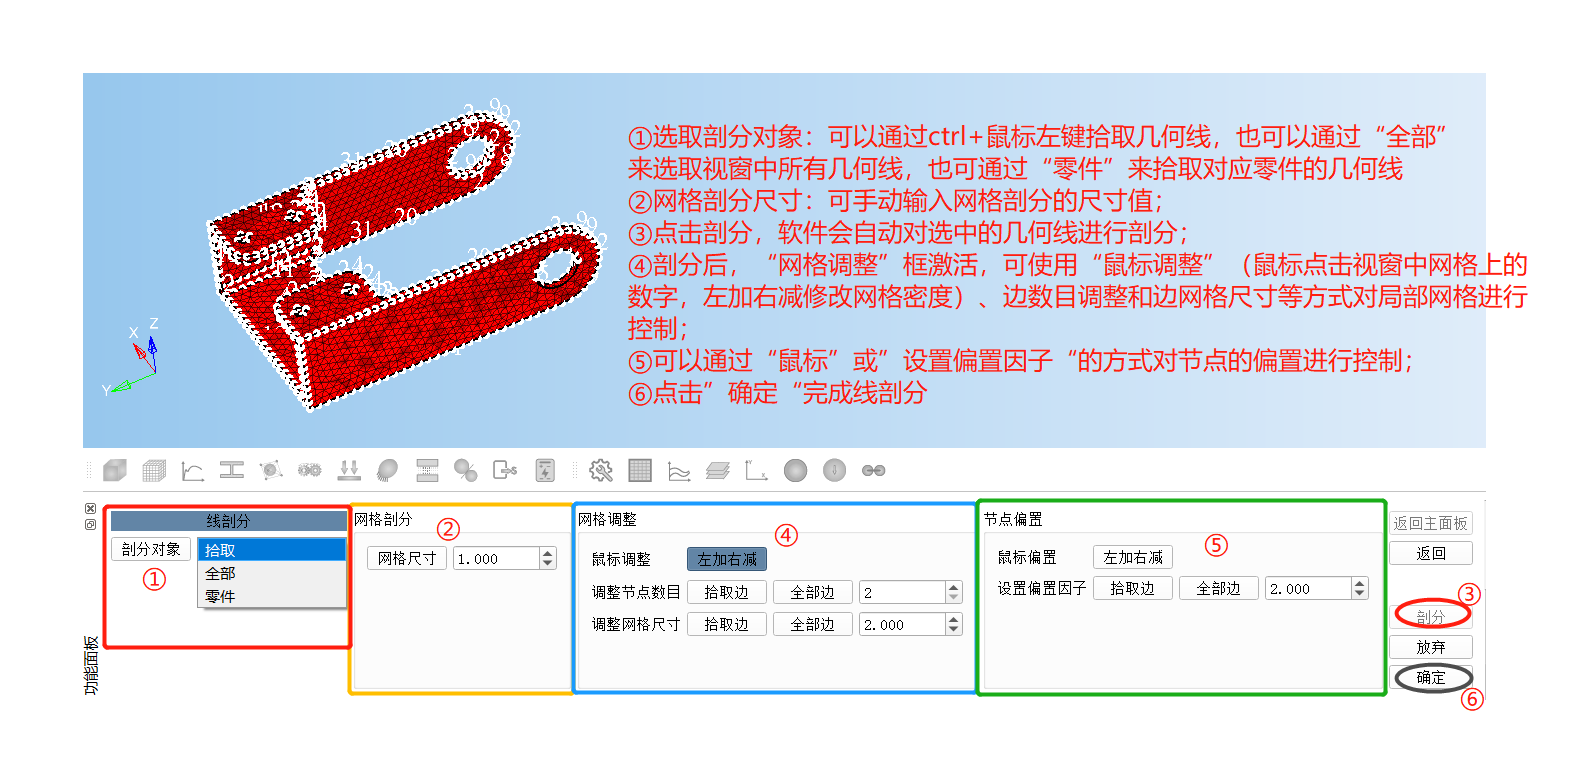 ①选取剖分对象：可以通过ctrl+鼠标左键拾取几何线，也可以通过“全部”
来选取视窗中所有几何线，也可通过“零件”来拾取对应零件的几何线
②网格剖分尺寸：可手动输入网格剖分的尺寸值；
③点击剖分，软件会自动对选中的几何线进行剖分；
④剖分后，“网格调整”框激活，可使用“鼠标调整”（鼠标点击视窗中网格上的
数字，左加右减修改网格密度）、边数目调整和边网格尺寸等方式对局部网格进行
控制；
⑤可以通过“鼠标”或”设置偏置因子“的方式对节点的偏置进行控制；
⑥点击”确定“完成线剖分
31 20
X Z
Y
功能面板
线剖分
剖分对象 拾取
全部
零件
①
网格剖分
②
网格尺寸 1.000
网格调整
④
鼠标调整 左加右减
调整节点数目 拾取边 全部边 2
调整网格尺寸 拾取边 全部边 2.000
节点偏置
⑤
鼠标偏置 左加右减
设置偏置因子 拾取边 全部边 2.000
返回主面板
返回
③
剖分
放弃
确定
⑥